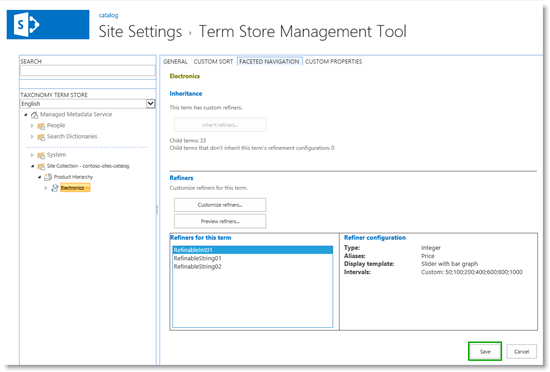 catalog
Site Settings › Term Store Management Tool
SEARCH
TAXONOMY TERM STORE
English
Managed Metadata Service
People
Search Dictionaries
System
Site Collection - contoso-sites-catalog
Product Hierarchy
Electronics
GENERAL CUSTOM SORT FACETED NAVIGATION CUSTOM PROPERTIES
Electronics
Inheritance
This term has custom refiners.
Inherit refiners...
Child terms: 33
Child terms that don't inherit this term's refinement configuration: 0
Refiners
Customize refiners for this term.
Customize refiners...
Preview refiners...
Refiners for this term
RefinableInt01
RefinableString01
RefinableString02
Refiner configuration
Type: Integer
Aliases: Price
Display template: Slider with bar graph
Intervals: Custom: 50;100;200;400;600;800;1000
Save Cancel